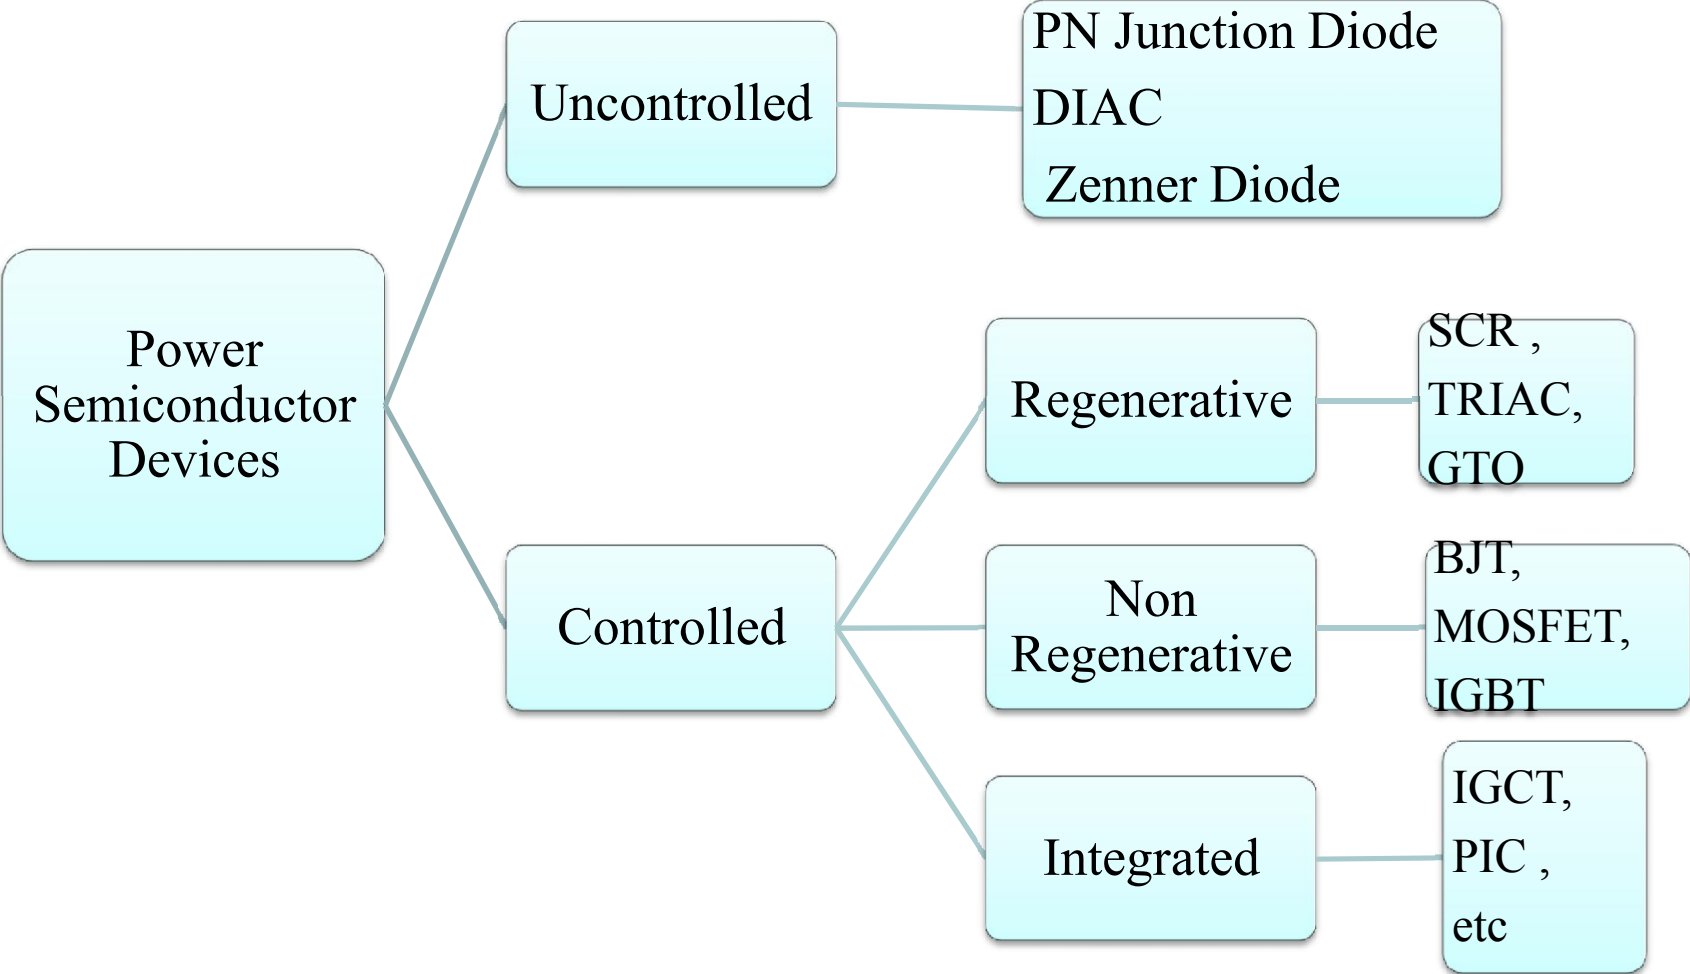 Power
Semiconductor
Devices
Uncontrolled
PN Junction Diode
DIAC
Zenner Diode
Controlled
Regenerative
SCR ,
TRIAC,
GTO
Non
Regenerative
BJT,
MOSFET,
IGBT
Integrated
IGCT,
PIC ,
etc